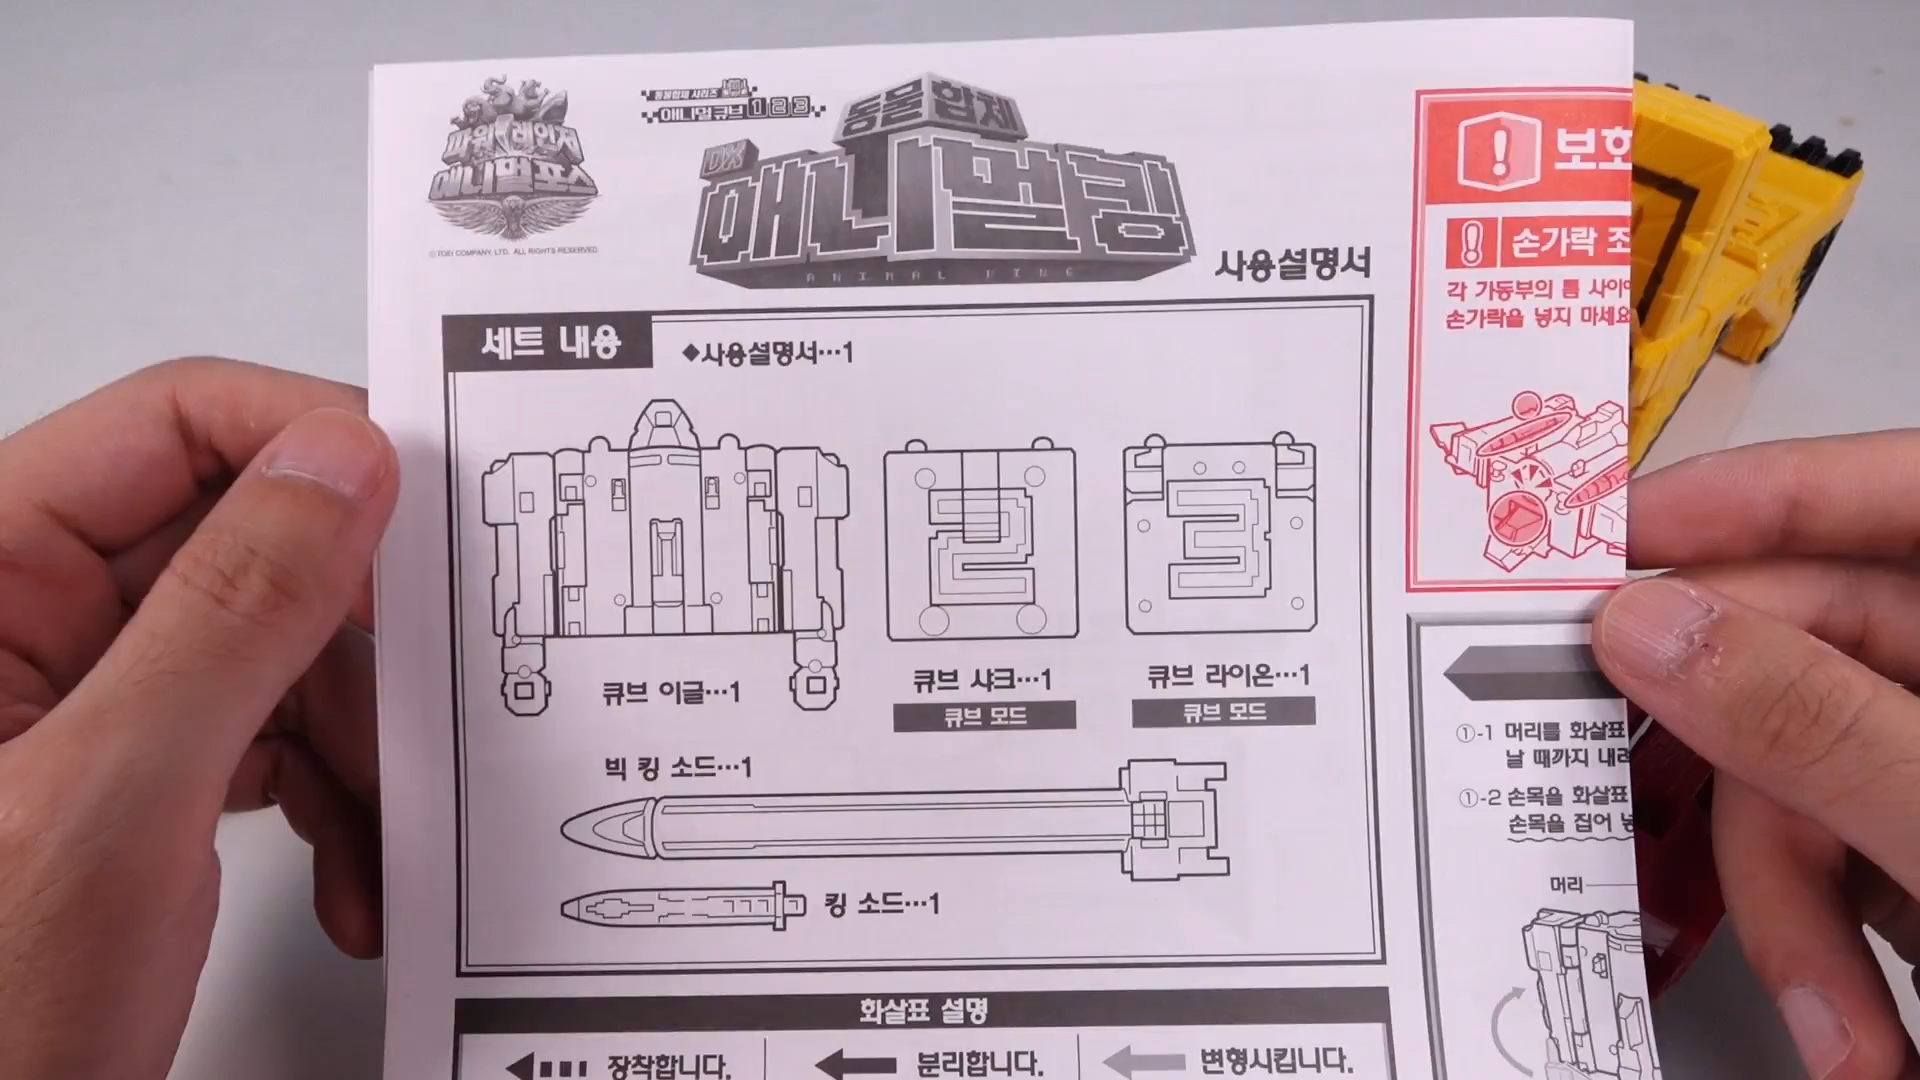 파워레인저
애니멀포스
©TOEI COMPANY, LTD. ALL RIGHTS RESERVED
동물합체 시리즈
애니멀큐브 123
동물합체
DX
애니멀킹
ANIMAL KING
사용설명서
세트 내용
◆사용설명서…1
2
3
큐브 이글…1
큐브 샤크…1
큐브 모드
큐브 라이온…1
큐브 모드
빅 킹 소드…1
킹 소드…1
화살표 설명
장착합니다.
분리합니다.
변형시킵니다.
보호
손가락 조
각 가동부의 틈 사이
손가락을 넣지 마세요
①-1 머리를 화살표
날 때까지 내려
①-2 손목을 화살표
손목을 집어 넣
머리